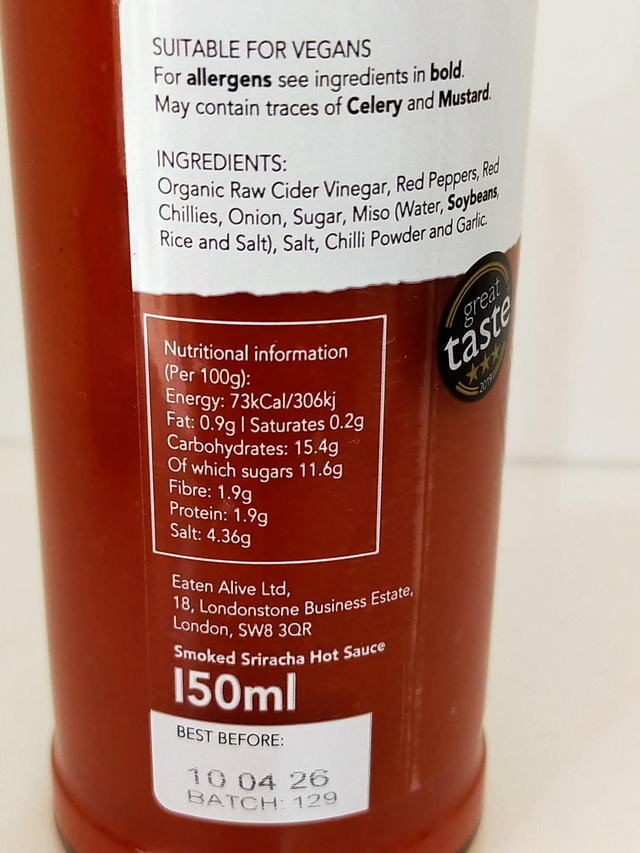 SUITABLE FOR VEGANS
For allergens see ingredients in bold.
May contain traces of Celery and Mustard.
INGREDIENTS:
Organic Raw Cider Vinegar, Red Peppers, Red
Chillies, Onion, Sugar, Miso (Water, Soybeans,
Rice and Salt), Salt, Chilli Powder and Garlic.
great
taste
2019
Nutritional information
(Per 100g):
Energy: 73kCal/306kj
Fat: 0.9g | Saturates 0.2g
Carbohydrates: 15.4g
Of which sugars 11.6g
Fibre: 1.9g
Protein: 1.9g
Salt: 4.36g
Eaten Alive Ltd,
18, Londonstone Business Estate,
London, SW8 3QR
Smoked Sriracha Hot Sauce
150ml
BEST BEFORE:
10 04 26
BATCH: 129